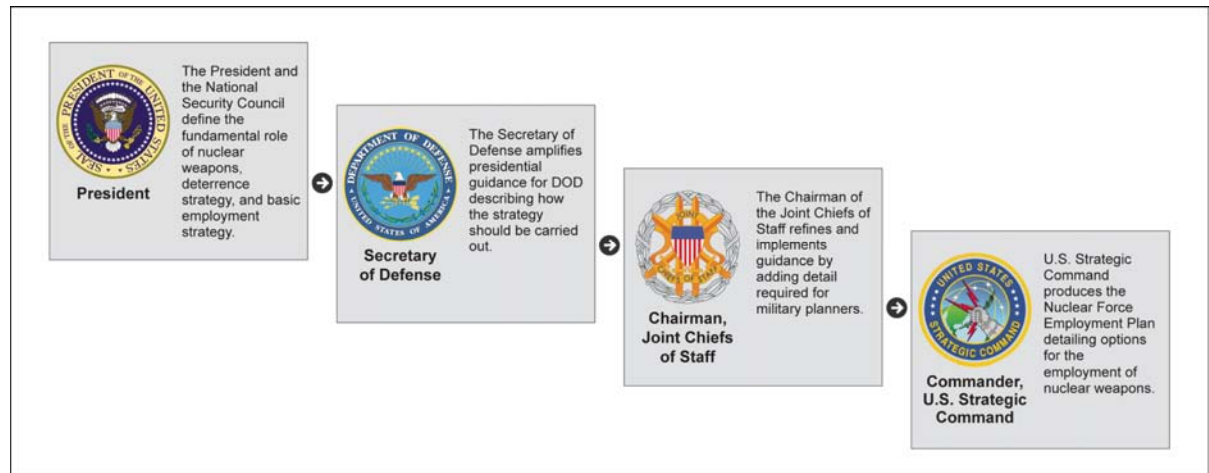 SEAL OF THE PRESIDENT OF THE UNITED STATES
President
The President and
the National
Security Council
define the
fundamental role
of nuclear
weapons,
deterrence
strategy, and basic
employment
strategy.
DEPARTMENT OF DEFENSE
UNITED STATES OF AMERICA
Secretary
of Defense
The Secretary of
Defense amplifies
presidential
guidance for DOD
describing how
the strategy
should be carried
out.
JOINT
CHIEFS OF STAFF
Chairman,
Joint Chiefs
of Staff
The Chairman of
the Joint Chiefs of
Staff refines and
implements
guidance by
adding detail
required for
military planners.
UNITED STATES
STRATEGIC COMMAND
Commander,
U.S. Strategic
Command
U.S. Strategic
Command
produces the
Nuclear Force
Employment Plan
detailing options
for the
employment of
nuclear weapons.